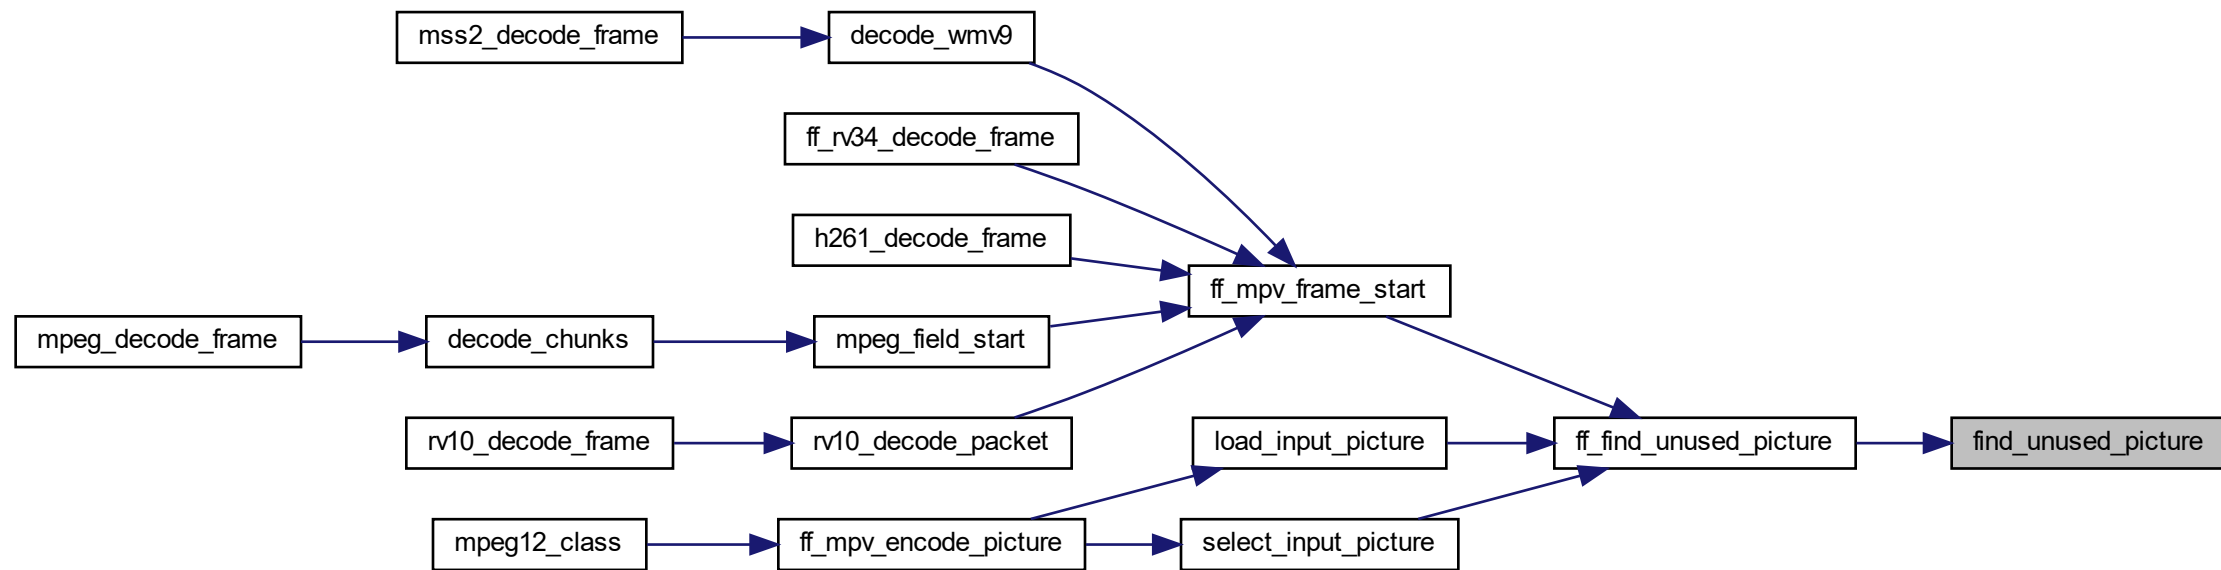 mss2_decode_frame
decode_wmv9
ff_rv34_decode_frame
h261_decode_frame
ff_mpv_frame_start
mpeg_decode_frame
decode_chunks
mpeg_field_start
rv10_decode_frame
rv10_decode_packet
load_input_picture
ff_find_unused_picture
find_unused_picture
mpeg12_class
ff_mpv_encode_picture
select_input_picture